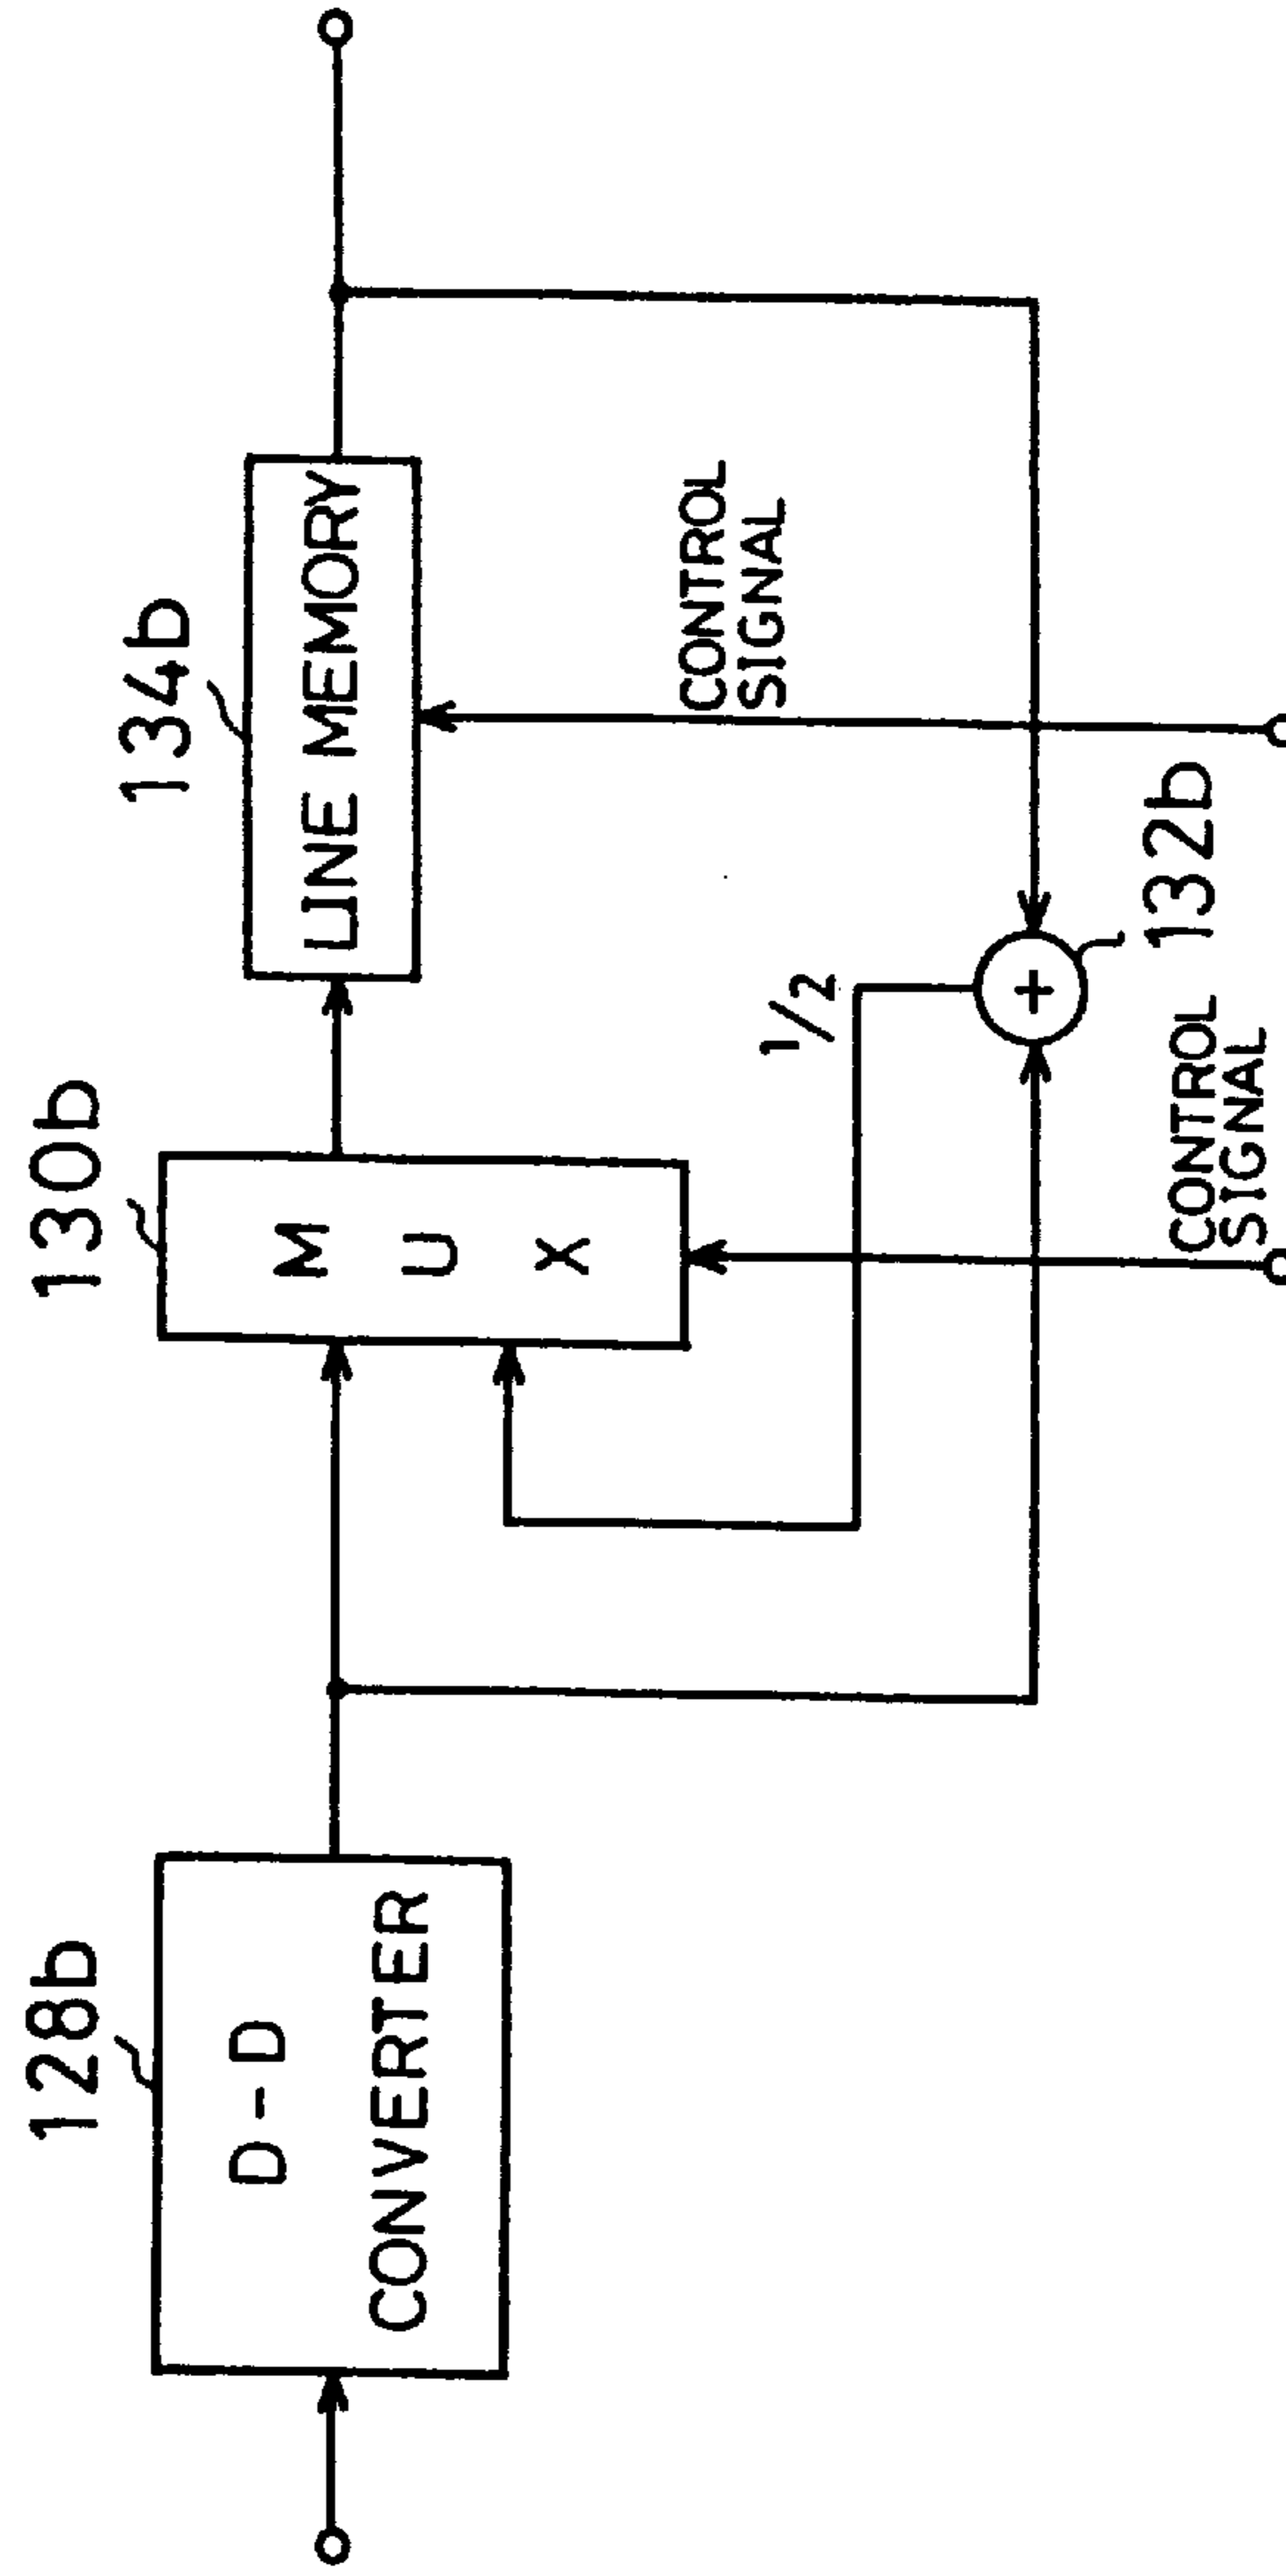 128b
D-D
CONVERTER
130b
M
U
X
134b
LINE MEMORY
1/2
CONTROL
SIGNAL
+
132b
CONTROL
SIGNAL